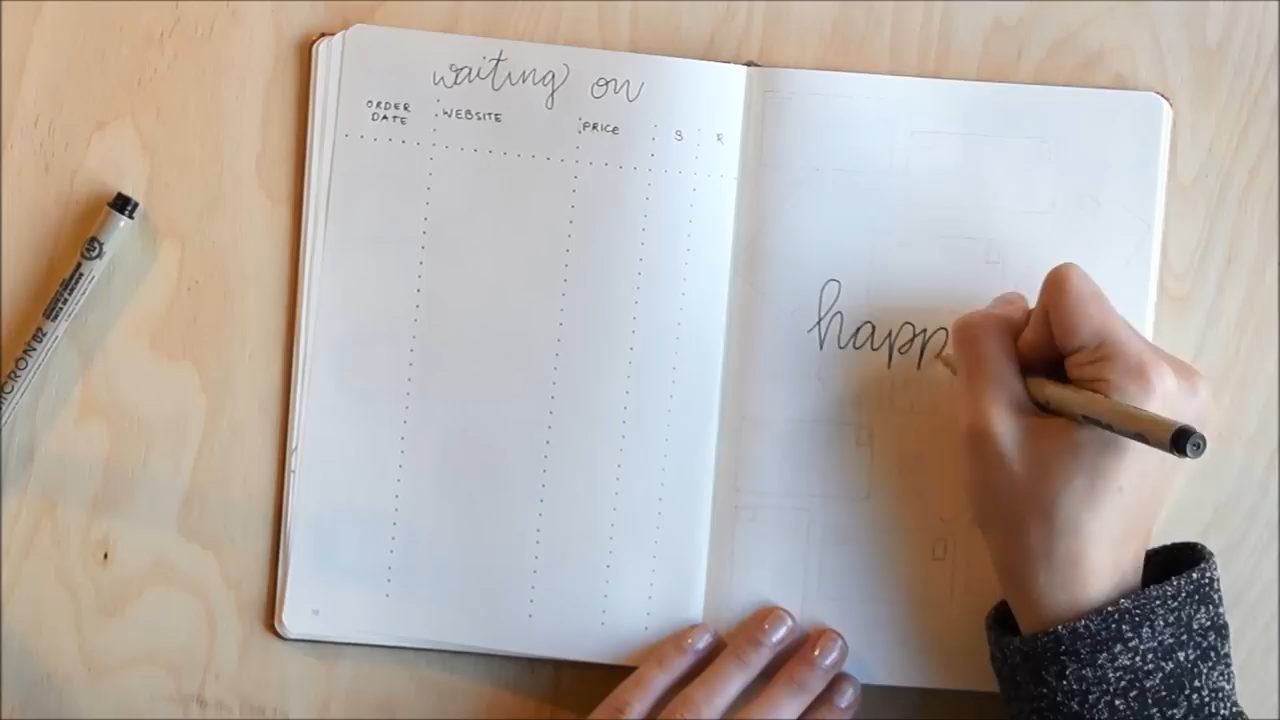 waiting on
ORDER DATE
WEBSITE
PRICE
S
R
happ
MICRON 02